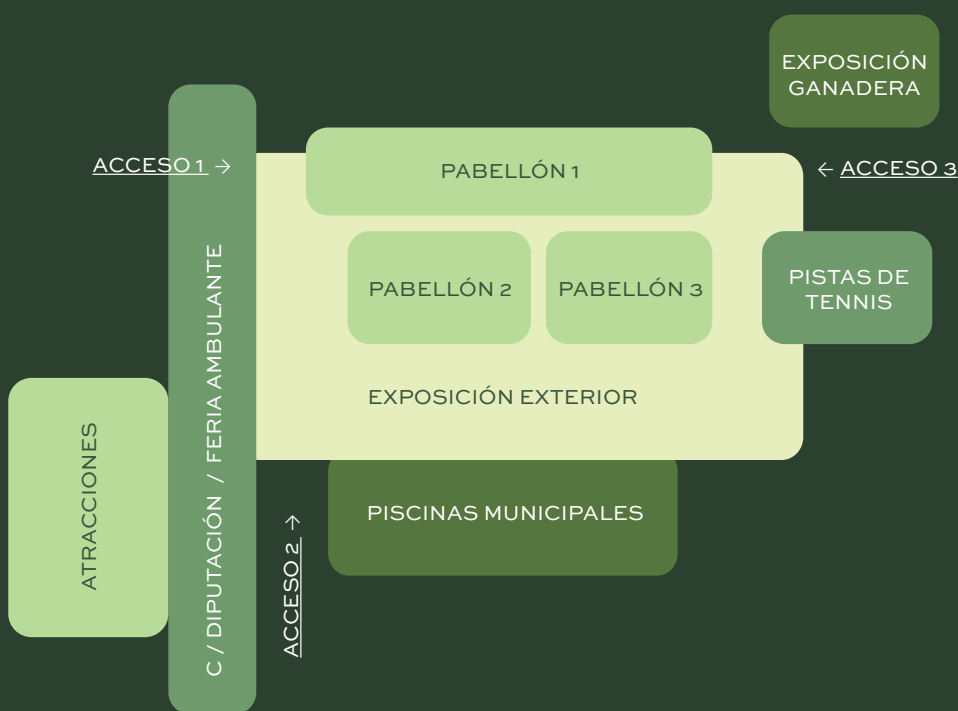 EXPOSICIÓN
GANADERA
ACCESO 1 →
PABELLÓN 1
← ACCESO 3
PABELLÓN 2
PABELLÓN 3
PISTAS DE
TENNIS
EXPOSICIÓN EXTERIOR
C / DIPUTACIÓN / FERIA AMBULANTE
ATRACCIONES
ACCESO 2 →
PISCINAS MUNICIPALES